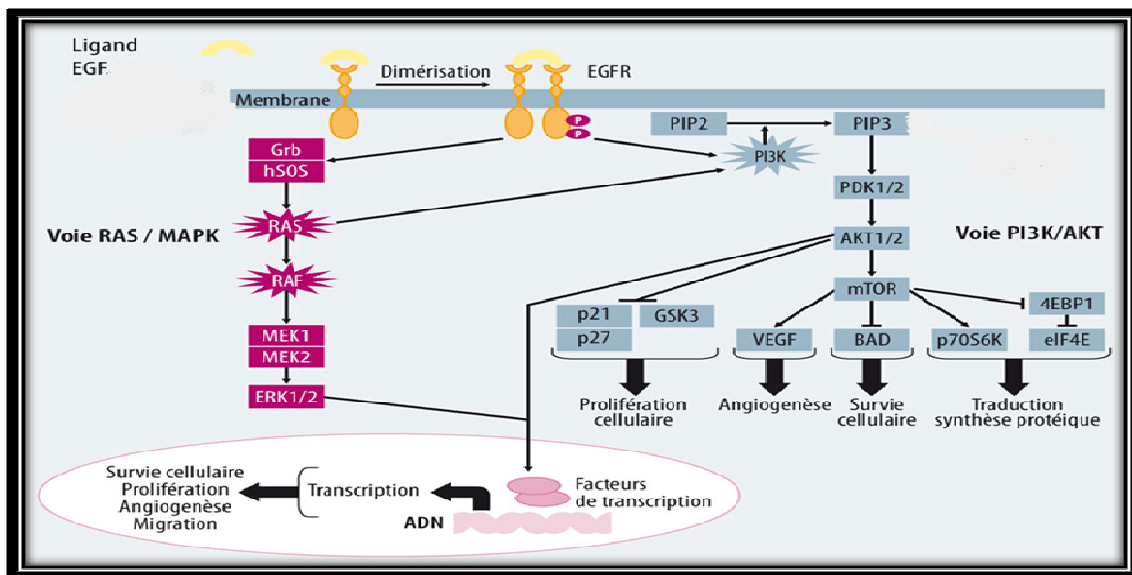 Ligand
EGF
Dimérisation
EGFR
Membrane
P
P
PIP2
PIP3
PI3K
Grb
hSOS
RAS
Voie RAS / MAPK
RAF
MEK1
MEK2
ERK1/2
PDK1/2
AKT1/2
Voie PI3K/AKT
mTOR
p21
p27
GSK3
VEGF
BAD
p70S6K
4EBP1
eIF4E
Prolifération
cellulaire
Angiogenèse
Survie
cellulaire
Traduction
synthèse protéique
Survie cellulaire
Prolifération
Angiogenèse
Migration
Transcription
ADN
Facteurs
de transcription